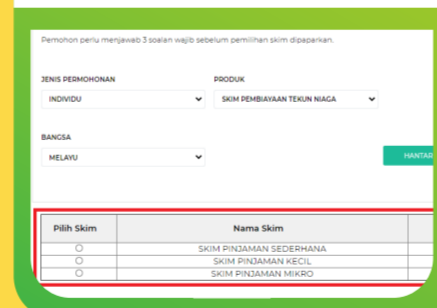 Pemohon perlu menjawab 3 soalan wajib sebelum pemilihan skim dipaparkan.
JENIS PERMOHONAN PRODUK
INDIVIDU SKIM PEMBIAYAAN TEKUN NIAGA
BANGSA
MELAYU HANTAR
Pilih Skim Nama Skim
SKIM PINJAMAN SEDERHANA
SKIM PINJAMAN KECIL
SKIM PINJAMAN MIKRO